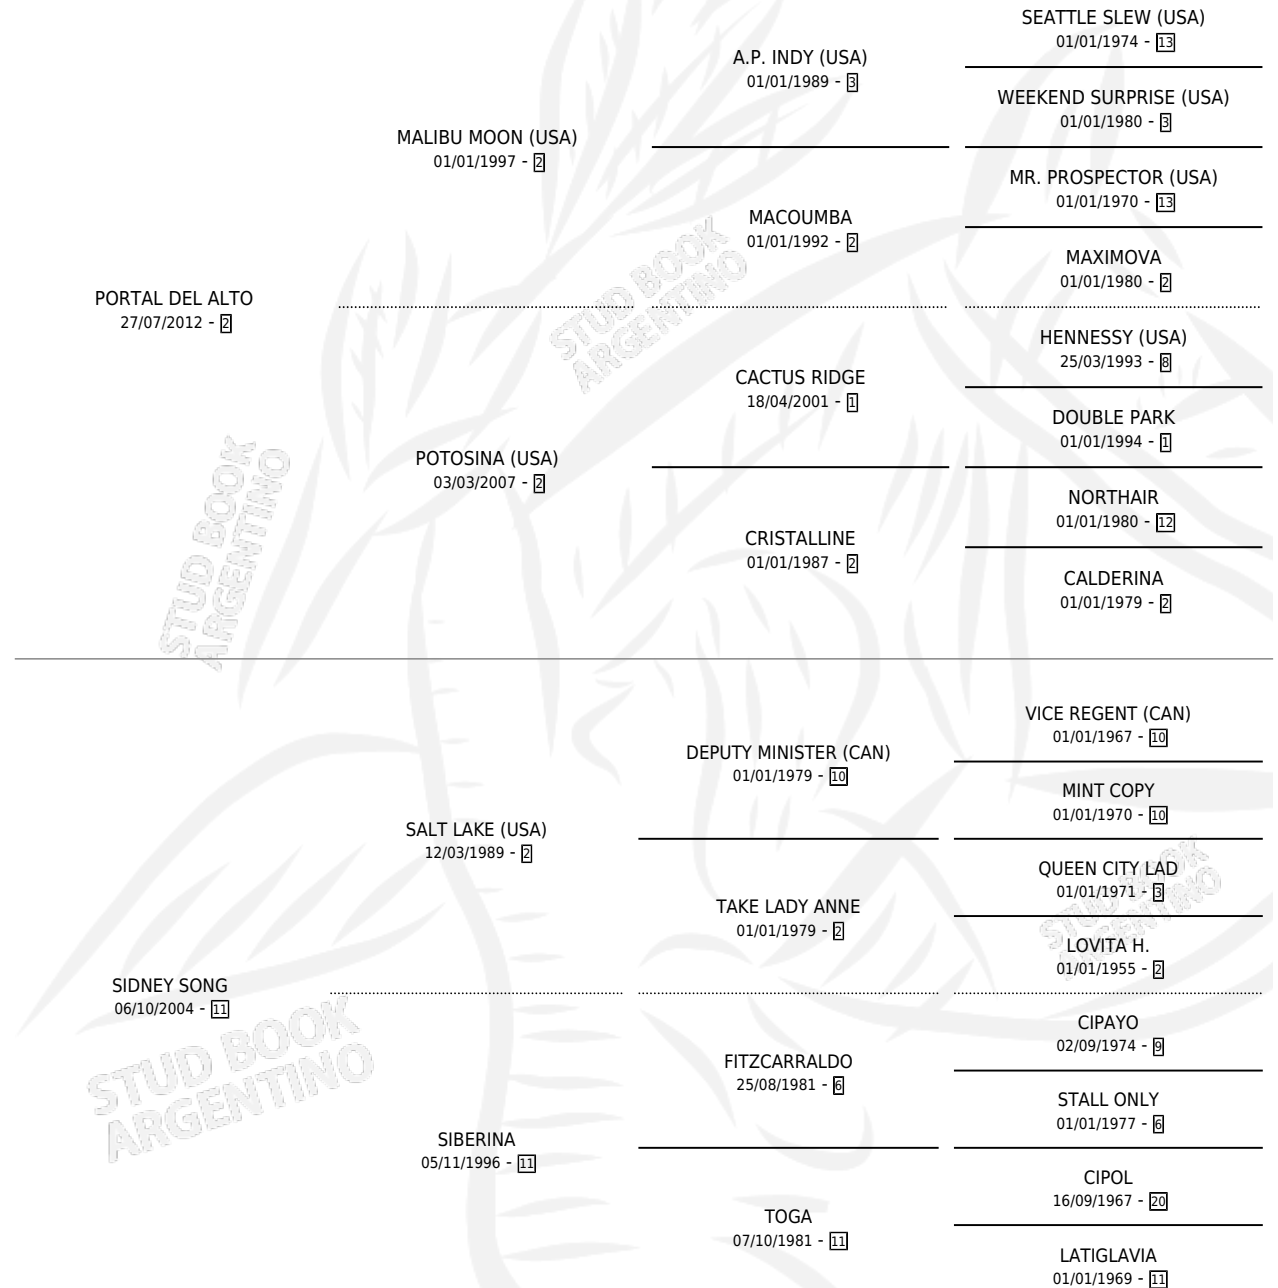 SEATTLE SLEW (USA)
01/01/1974 - 13
A.P. INDY (USA)
01/01/1989 - 3
WEEKEND SURPRISE (USA)
01/01/1980 - 3
MALIBU MOON (USA)
01/01/1997 - 2
MR. PROSPECTOR (USA)
01/01/1970 - 13
MACOUMBA
01/01/1992 - 2
MAXIMOVA
01/01/1980 - 2
PORTAL DEL ALTO
27/07/2012 - 2
HENNESSY (USA)
25/03/1993 - 8
CACTUS RIDGE
18/04/2001 - 1
DOUBLE PARK
01/01/1994 - 1
POTOSINA (USA)
03/03/2007 - 2
NORTHAIR
01/01/1980 - 12
CRISTALLINE
01/01/1987 - 2
CALDERINA
01/01/1979 - 2
STUD BOOK
ARGENTINO
STUD BOOK
ARGENTINO
VICE REGENT (CAN)
01/01/1967 - 10
DEPUTY MINISTER (CAN)
01/01/1979 - 10
MINT COPY
01/01/1970 - 10
SALT LAKE (USA)
12/03/1989 - 2
QUEEN CITY LAD
01/01/1971 - 3
TAKE LADY ANNE
01/01/1979 - 2
LOVITA H.
01/01/1955 - 2
SIDNEY SONG
06/10/2004 - 11
CIPAYO
02/09/1974 - 9
FITZCARRALDO
25/08/1981 - 6
STALL ONLY
01/01/1977 - 6
SIBERINA
05/11/1996 - 11
CIPOL
16/09/1967 - 20
TOGA
07/10/1981 - 11
LATIGLAVIA
01/01/1969 - 11
STUD BOOK
ARGENTINO
STUD BOOK
ARGENTINO